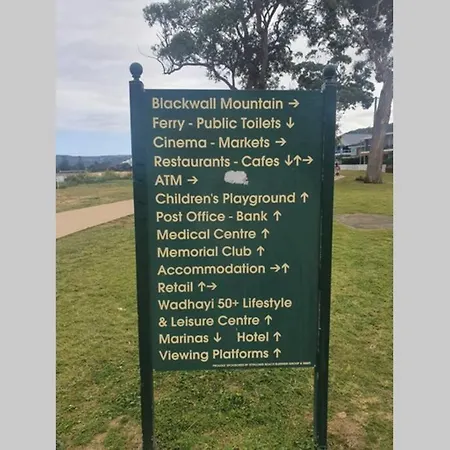 Blackwall Mountain →
Ferry - Public Toilets ↓
Cinema - Markets →
Restaurants - Cafes ↓↑→
ATM →
Children's Playground ↑
Post Office - Bank ↑
Medical Centre ↑
Memorial Club ↑
Accommodation →↑
Retail ↑→
Wadhayi 50+ Lifestyle
& Leisure Centre ↑
Marinas ↓ Hotel ↑
Viewing Platforms ↑